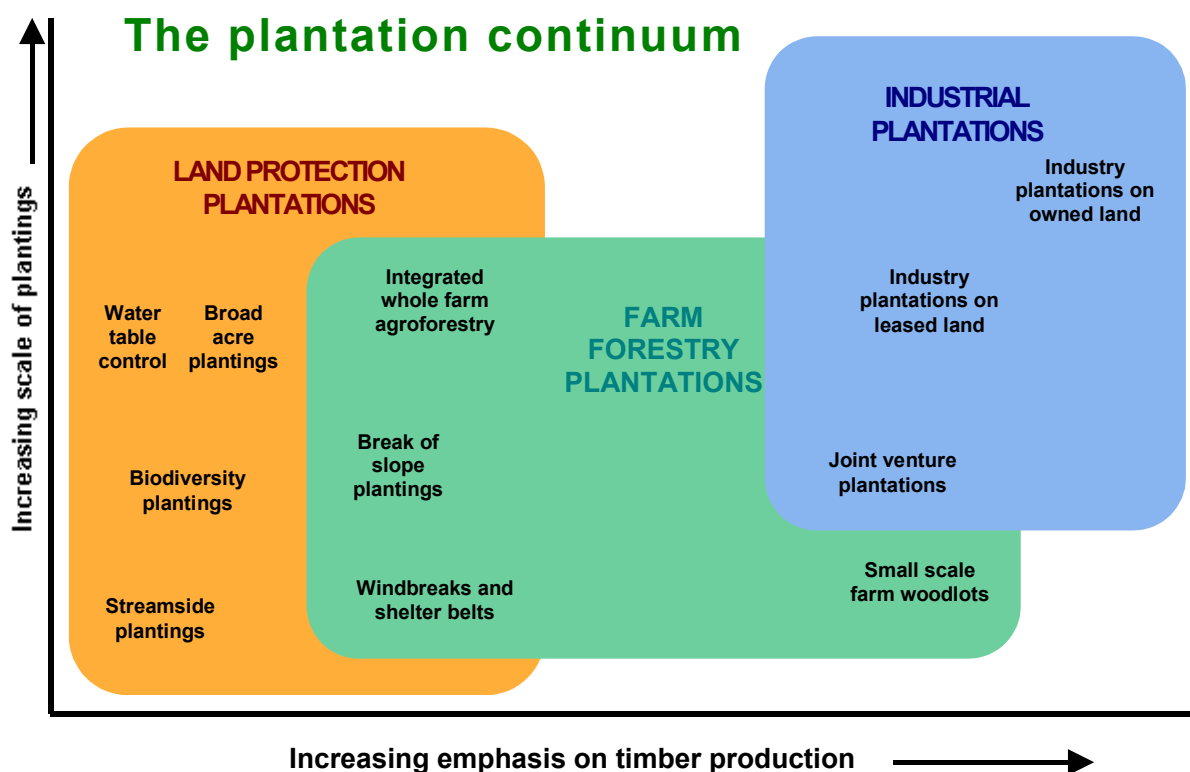 The plantation continuum
Increasing scale of plantings
LAND PROTECTION
PLANTATIONS
Water
table
control
Broad
acre
plantings
Biodiversity
plantings
Streamside
plantings
Integrated
whole farm
agroforestry
Break of
slope
plantings
Windbreaks and
shelter belts
FARM
FORESTRY
PLANTATIONS
INDUSTRIAL
PLANTATIONS
Industry
plantations on
owned land
Industry
plantations on
leased land
Joint venture
plantations
Small scale
farm woodlots
Increasing emphasis on timber production